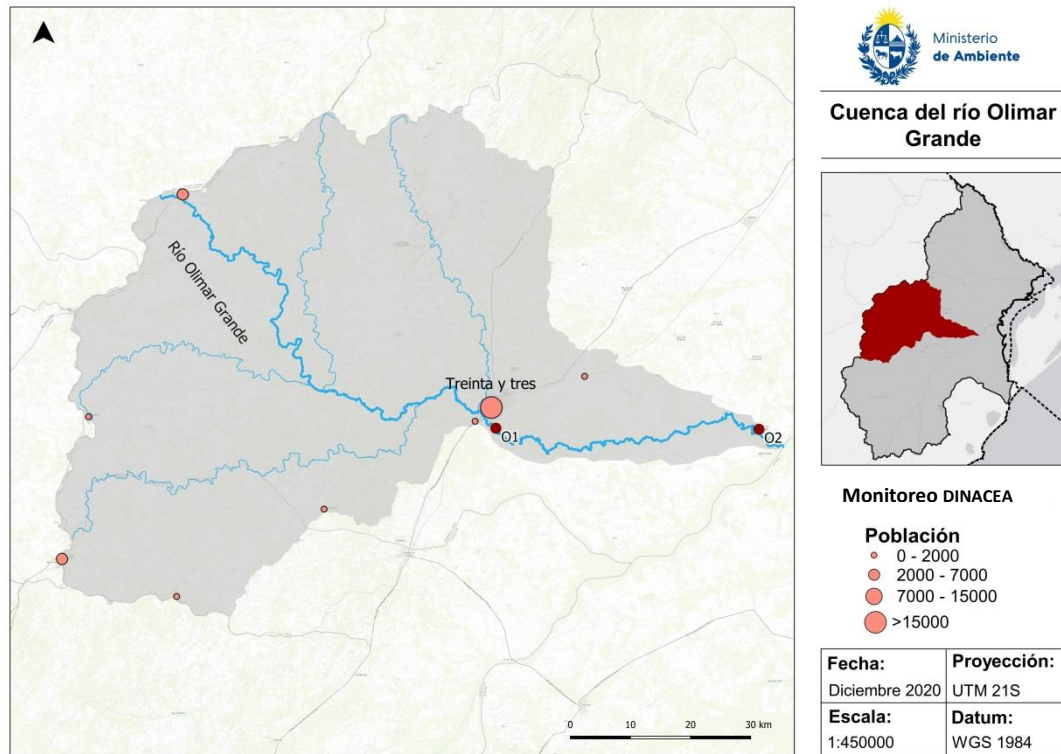 Río Olimar Grande
Treinta y tres
O1
O2
0 10 20 30 km
Ministerio
de Ambiente
Cuenca del río Olimar
Grande
Monitoreo DINACEA
Población
0 - 2000
2000 - 7000
7000 - 15000
>15000
Fecha:
Diciembre 2020
Proyección:
UTM 21S
Escala:
1:450000
Datum:
WGS 1984